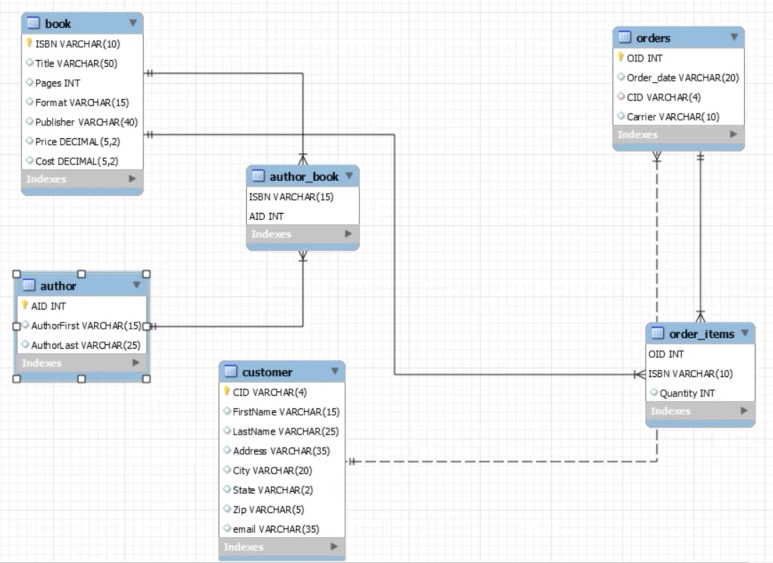 book
ISBN VARCHAR(10)
Title VARCHAR(50)
Pages INT
Format VARCHAR(15)
Publisher VARCHAR(40)
Price DECIMAL(5,2)
Cost DECIMAL(5,2)
Indexes
orders
OID INT
Order_date VARCHAR(20)
CID VARCHAR(4)
Carrier VARCHAR(10)
Indexes
author_book
ISBN VARCHAR(15)
AID INT
Indexes
author
AID INT
AuthorFirst VARCHAR(15)
AuthorLast VARCHAR(25)
Indexes
order_items
OID INT
ISBN VARCHAR(10)
Quantity INT
Indexes
customer
CID VARCHAR(4)
FirstName VARCHAR(15)
LastName VARCHAR(25)
Address VARCHAR(35)
City VARCHAR(20)
State VARCHAR(2)
Zip VARCHAR(5)
email VARCHAR(35)
Indexes